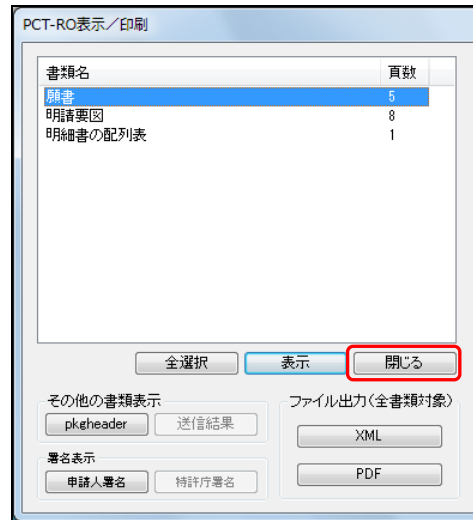 PCT-RO表示／印刷
書類名 頁数
願書 5
明請要図 8
明細書の配列表 1
全選択 表示 閉じる
その他の書類表示 ファイル出力(全書類対象)
pkgheader 送信結果 XML
署名表示
申請人署名 特許庁署名 PDF